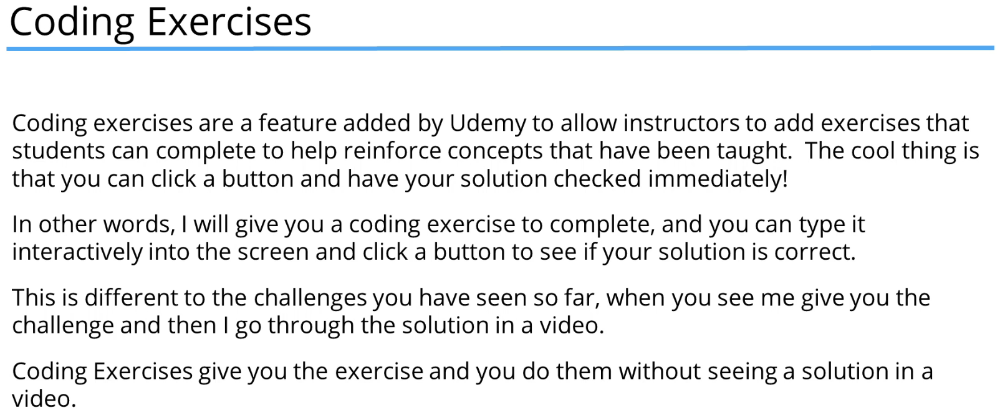 Coding Exercises
Coding exercises are a feature added by Udemy to allow instructors to add exercises that
students can complete to help reinforce concepts that have been taught.  The cool thing is
that you can click a button and have your solution checked immediately!
In other words, I will give you a coding exercise to complete, and you can type it
interactively into the screen and click a button to see if your solution is correct.
This is different to the challenges you have seen so far, when you see me give you the
challenge and then I go through the solution in a video.
Coding Exercises give you the exercise and you do them without seeing a solution in a
video.